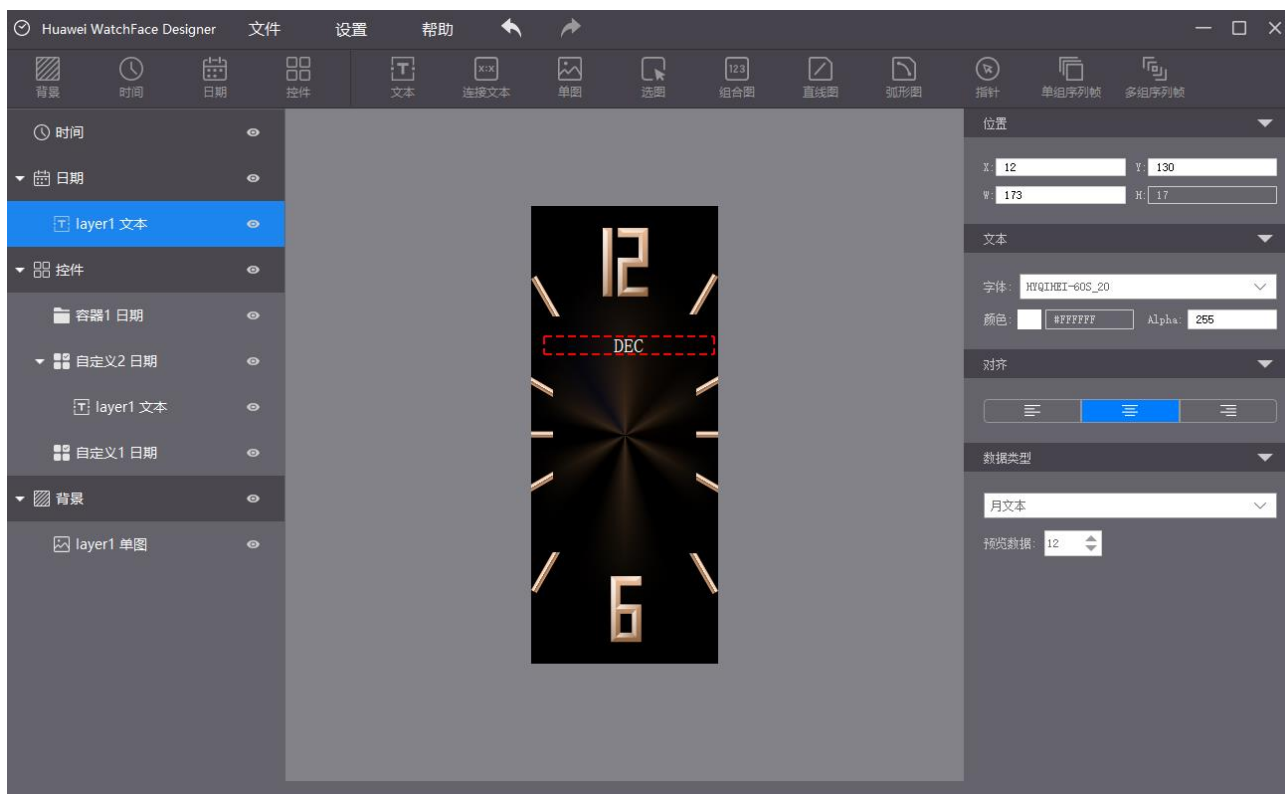 Huawei WatchFace Designer 文件 设置 帮助
背景 时间 日期 控件 文本 连接文本 单图 选图 组合图 直线图 弧形图 指针 单组序列帧 多组序列帧
时间
日期
layer1 文本
控件
容器1 日期
自定义2 日期
layer1 文本
自定义1 日期
背景
layer1 单图
12
DEC
6
位置
X: 12 Y: 130
W: 173 H: 17
文本
字体: HYQIHEI-60S_20
颜色: #FFFFFF Alpha: 255
对齐
数据类型
月文本
预览数据: 12